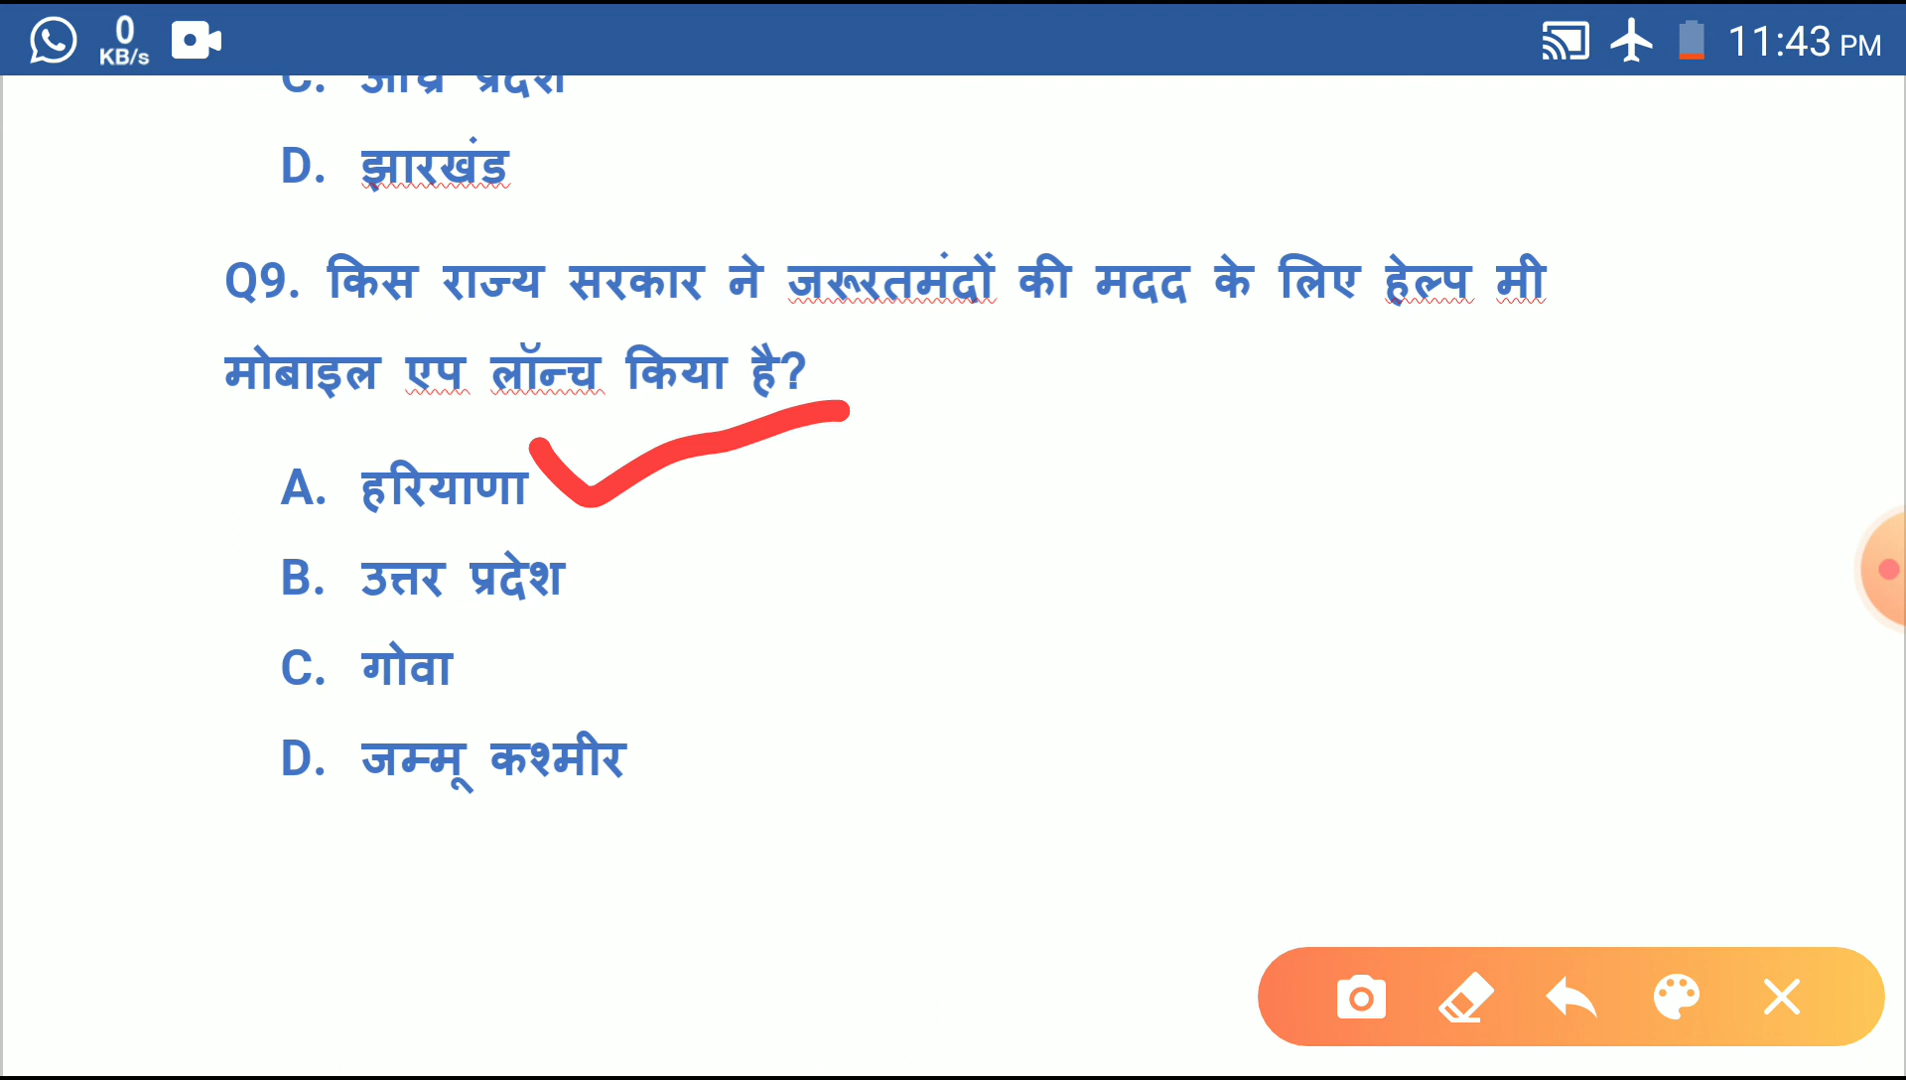 0
KB/s
11:43 PM
C. आंध्र प्रदेश
D. झारखंड
Q9. किस राज्य सरकार ने जरूरतमंदों की मदद के लिए हेल्प मी
मोबाइल एप लॉन्च किया है?
A. हरियाणा
B. उत्तर प्रदेश
C. गोवा
D. जम्मू कश्मीर